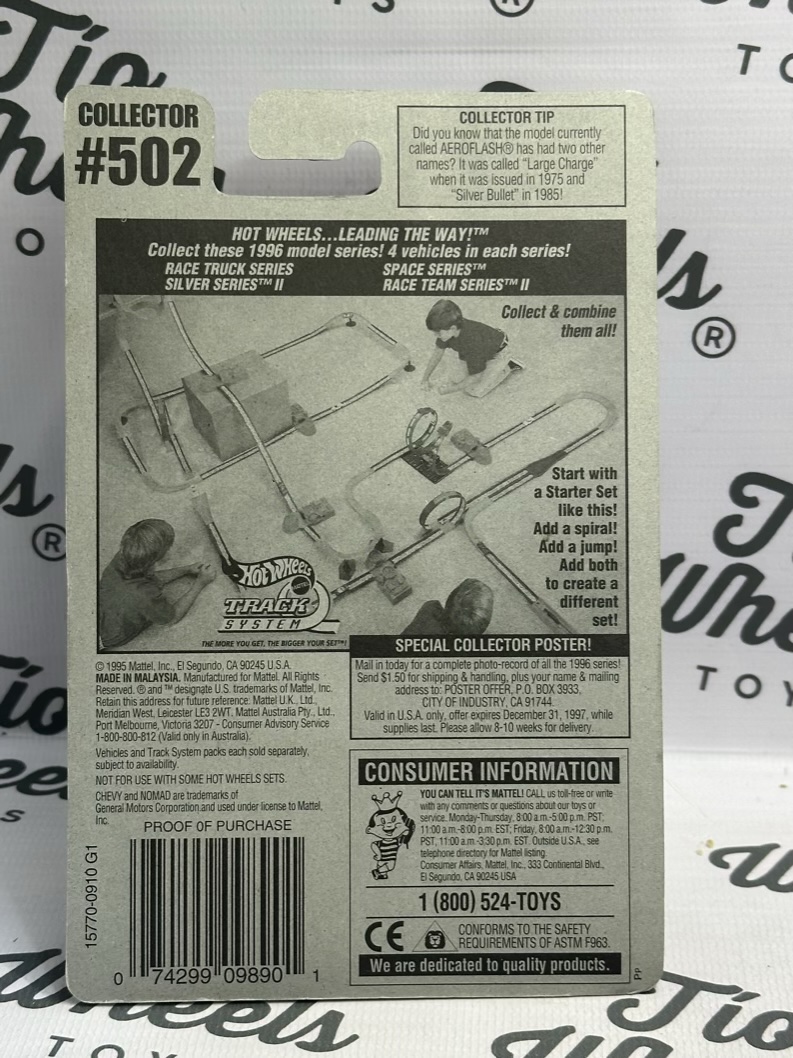 COLLECTOR
#502
COLLECTOR TIP
Did you know that the model currently
called AEROFLASH® has had two other
names? It was called "Large Charge"
when it was issued in 1975 and
"Silver Bullet" in 1985!
HOT WHEELS...LEADING THE WAY!™
Collect these 1996 model series! 4 vehicles in each series!
RACE TRUCK SERIES
SPACE SERIES™
SILVER SERIES™ II
RACE TEAM SERIES™ II
Collect & combine
them all!
Start with
a Starter Set
like this!
Add a spiral!
Add a jump!
Add both
to create a
different
set!
HOT WHEELS
MATTEL
TRACK
SYSTEM
THE MORE YOU GET, THE BIGGER YOUR SET™!
© 1995 Mattel, Inc., El Segundo, CA 90245 U.S.A.
MADE IN MALAYSIA. Manufactured for Mattel. All Rights
Reserved. ® and ™ designate U.S. trademarks of Mattel, Inc.
Retain this address for future reference: Mattel U.K., Ltd.,
Meridian West, Leicester LE3 2WT. Mattel Australia Pty., Ltd.,
Port Melbourne, Victoria 3207 - Consumer Advisory Service
1-800-800-812 (Valid only in Australia).
Vehicles and Track System packs each sold separately,
subject to availability.
NOT FOR USE WITH SOME HOT WHEELS SETS.
CHEVY and NOMAD are trademarks of
General Motors Corporation and used under license to Mattel,
Inc.
SPECIAL COLLECTOR POSTER!
Mail in today for a complete photo-record of all the 1996 series!
Send $1.50 for shipping & handling, plus your name & mailing
address to: POSTER OFFER, P.O. BOX 3933,
CITY OF INDUSTRY, CA 91744.
Valid in U.S.A. only, offer expires December 31, 1997, while
supplies last. Please allow 8-10 weeks for delivery.
CONSUMER INFORMATION
YOU CAN TELL IT'S MATTEL! CALL us toll-free or write
with any comments or questions about our toys or
service. Monday-Thursday, 8:00 a.m.-5:00 p.m. PST;
11:00 a.m.-8:00 p.m. EST; Friday, 8:00 a.m.-12:30 p.m.
PST, 11:00 a.m.-3:30 p.m. EST. Outside U.S.A., see
telephone directory for Mattel listing.
Consumer Affairs, Mattel, Inc., 333 Continental Blvd.,
El Segundo, CA 90245 USA
1 (800) 524-TOYS
CE
CONFORMS TO THE SAFETY
REQUIREMENTS OF ASTM F963.
We are dedicated to quality products.
PP
PROOF OF PURCHASE
15770-0910 G1
0 74299 09890 1
Tio
Wheels
TOYS
®